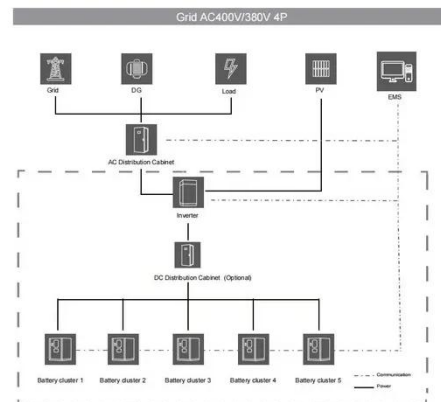 Grid AC400V/380V 4P
Grid
DG
Load
PV
EMS
AC Distribution Cabinet
Inverter
DC Distribution Cabinet (Optional)
Battery cluster 1
Battery cluster 2
Battery cluster 3
Battery cluster 4
Battery cluster 5
Communication
Power